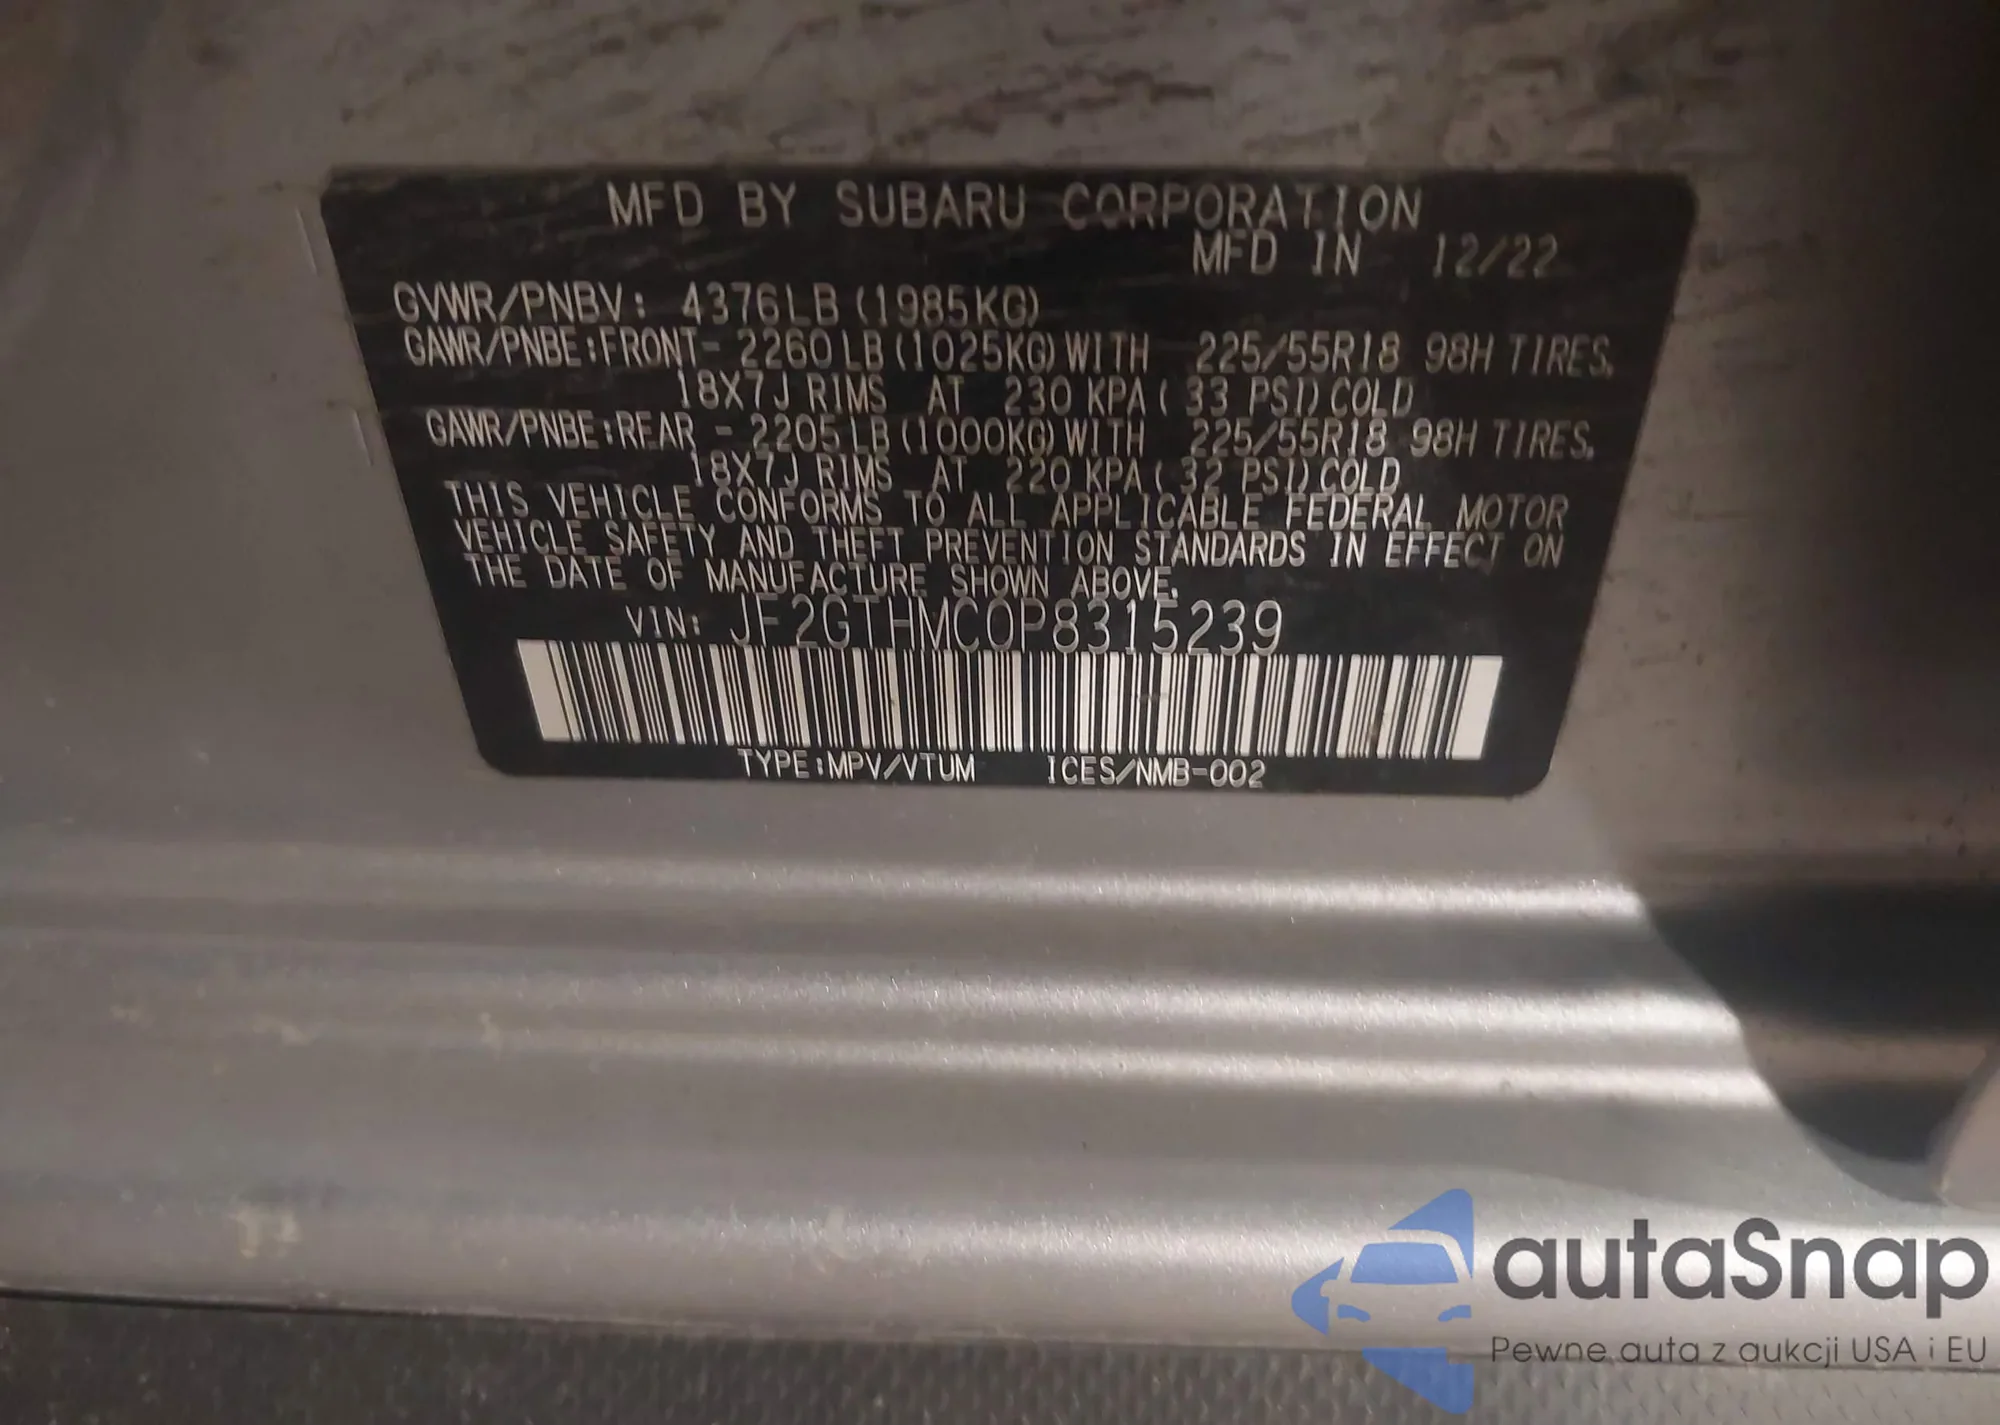 MFD BY SUBARU CORPORATION
MFD IN 12/22
GVWR/PNBV: 4376LB (1985KG)
GAWR/PNBE:FRONT- 2260LB (1025KG) WITH 225/55R18 98H TIRES.
18X7J RIMS AT 230 KPA ( 33 PSI) COLD
GAWR/PNBE:REAR - 2205LB (1000KG) WITH 225/55R18 98H TIRES.
18X7J RIMS AT 220 KPA ( 32 PSI) COLD
THIS VEHICLE CONFORMS TO ALL APPLICABLE FEDERAL MOTOR
VEHICLE SAFETY AND THEFT PREVENTION STANDARDS IN EFFECT ON
THE DATE OF MANUFACTURE SHOWN ABOVE.
VIN: JF2GTHMC0P8315239
TYPE:MPV/VTUM ICES/NMB-002
autaSnap
Pewne auta z aukcji USA i EU